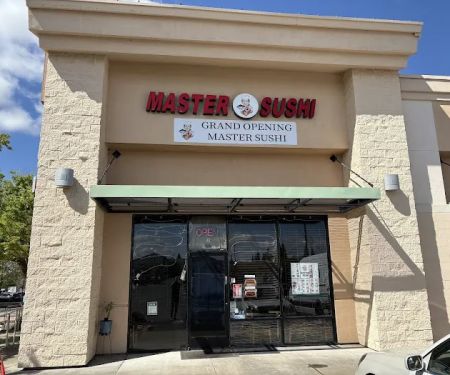 MASTER SUSHI
GRAND OPENING
MASTER SUSHI
OPEN